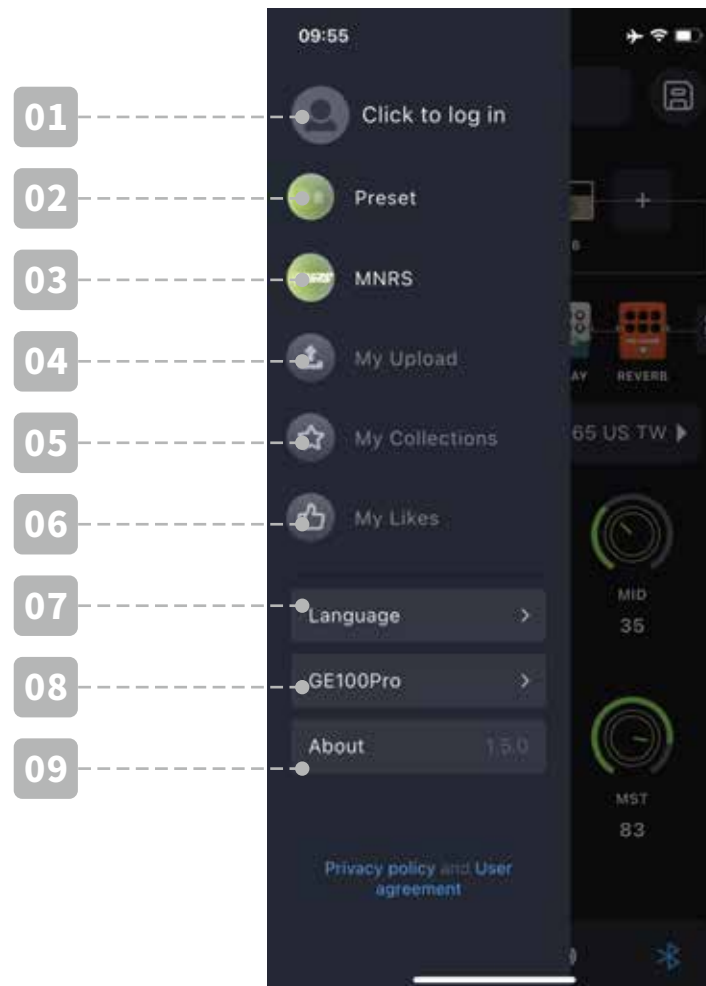 09:55
01
Click to log in
02
Preset
03
MNRS
04
My Upload
05
My Collections
06
My Likes
07
Language
08
GE100Pro
09
About 1.5.0
Privacy policy and User
agreement
REVERB
65 US TW
MID
35
MST
83